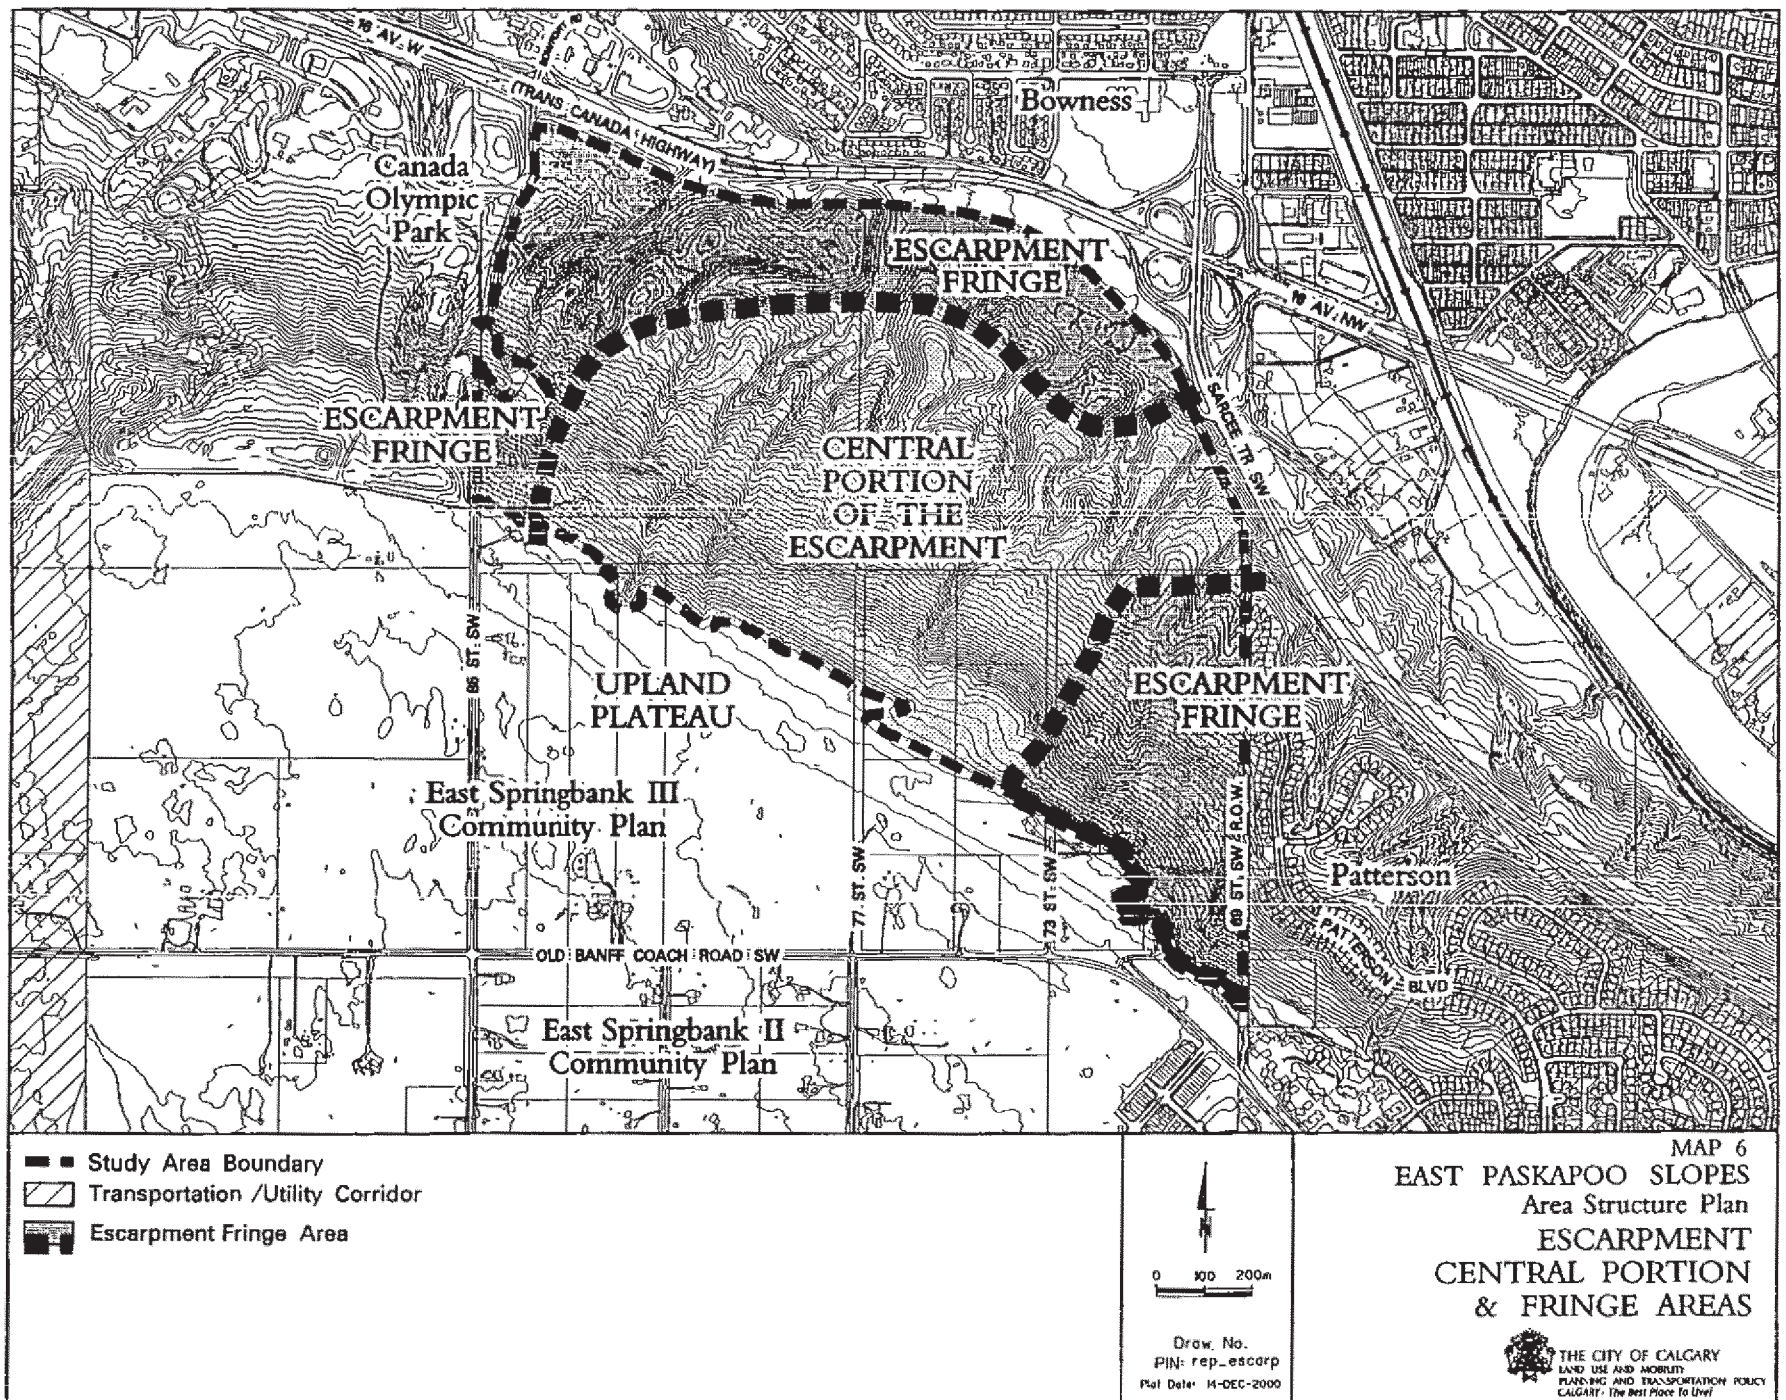 16 AV. W
(TRANS CANADA HIGHWAY)
Bowness
Canada
Olympic
Park
ESCARPMENT
FRINGE
16 AV. NW
SARCEE TR SW
ESCARPMENT
FRINGE
CENTRAL
PORTION
OF THE
ESCARPMENT
85 ST. SW
UPLAND
PLATEAU
ESCARPMENT
FRINGE
East Springbank III
Community Plan
77 ST. SW
73 ST. SW
69 ST. SW R.O.W.
Patterson
PATTERSON
BLVD
OLD BANFF COACH ROAD SW
East Springbank II
Community Plan
Study Area Boundary
Transportation /Utility Corridor
Escarpment Fringe Area
0 100 200m
Draw. No.
PIN: rep_escarp
Plot Date: 14-DEC-2000
MAP 6
EAST PASKAPOO SLOPES
Area Structure Plan
ESCARPMENT
CENTRAL PORTION
& FRINGE AREAS
THE CITY OF CALGARY
LAND USE AND MOBILITY
PLANNING AND TRANSPORTATION POLICY
CALGARY: The Best Place To Live!